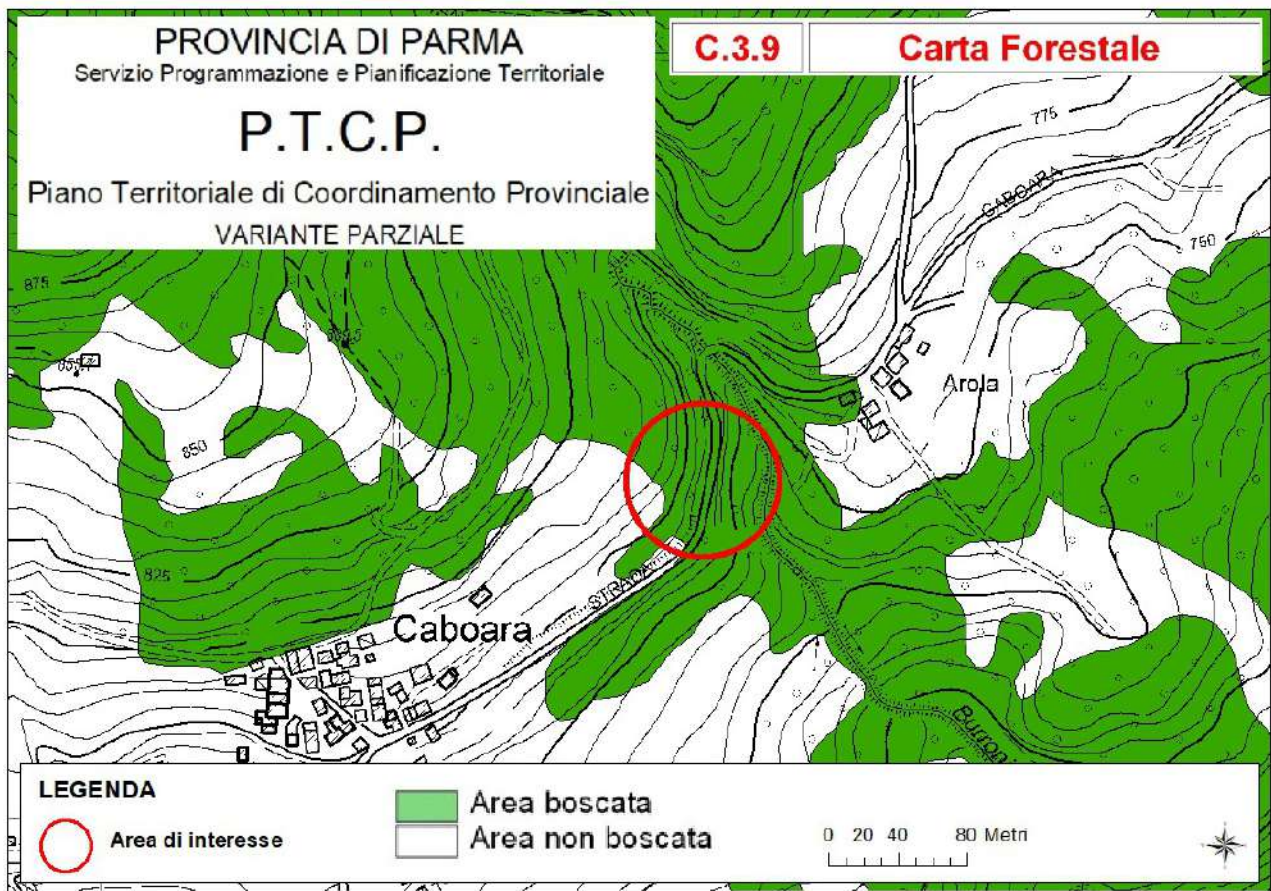 PROVINCIA DI PARMA
Servizio Programmazione e Pianificazione Territoriale
P.T.C.P.
Piano Territoriale di Coordinamento Provinciale
VARIANTE PARZIALE
C.3.9
Carta Forestale
775
GABOARA
750
875
Arola
850
825
STRADA
Caboara
LEGENDA
Area di interesse
Area boscata
Area non boscata
0 20 40 80 Metri